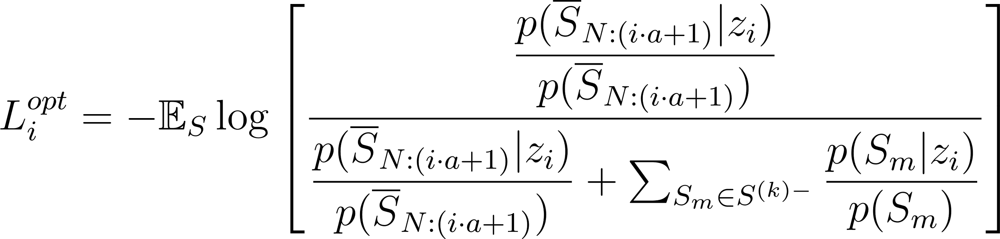 $L_i^{opt} = -\mathbb{E}_S \log \left[ \frac{\frac{p(\overline{S}_{N:(i\cdot a+1)}|z_i)}{p(\overline{S}_{N:(i\cdot a+1)})}}{\frac{p(\overline{S}_{N:(i\cdot a+1)}|z_i)}{p(\overline{S}_{N:(i\cdot a+1)})} + \sum_{S_m \in S^{(k)-}} \frac{p(S_m|z_i)}{p(S_m)}} \right]$